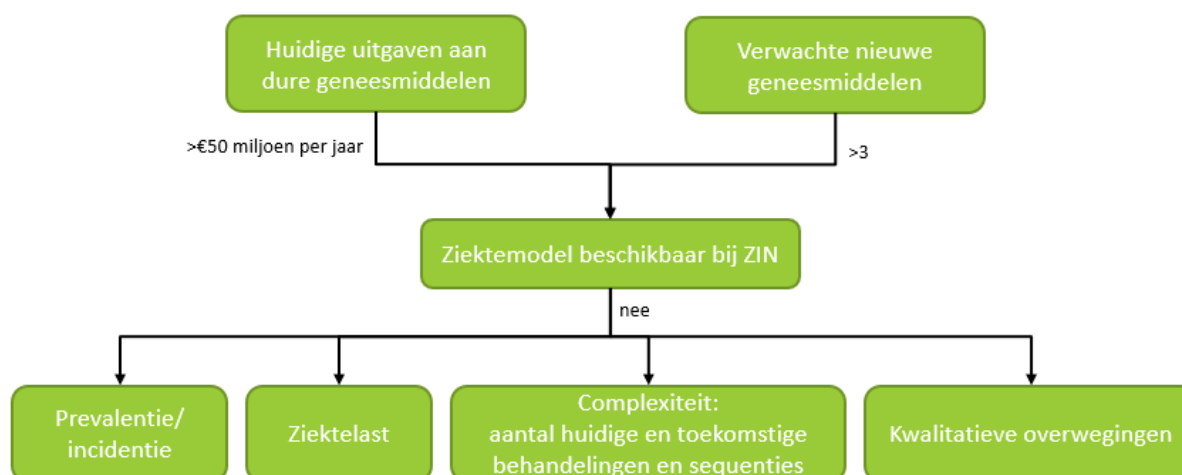 Huidige uitgaven aan
dure geneesmiddelen
Verwachte nieuwe
geneesmiddelen
>€50 miljoen per jaar
>3
Ziektemodel beschikbaar bij ZIN
nee
Prevalentie/
incidentie
Ziektelast
Complexiteit:
aantal huidige en toekomstige
behandelingen en sequenties
Kwalitatieve overwegingen